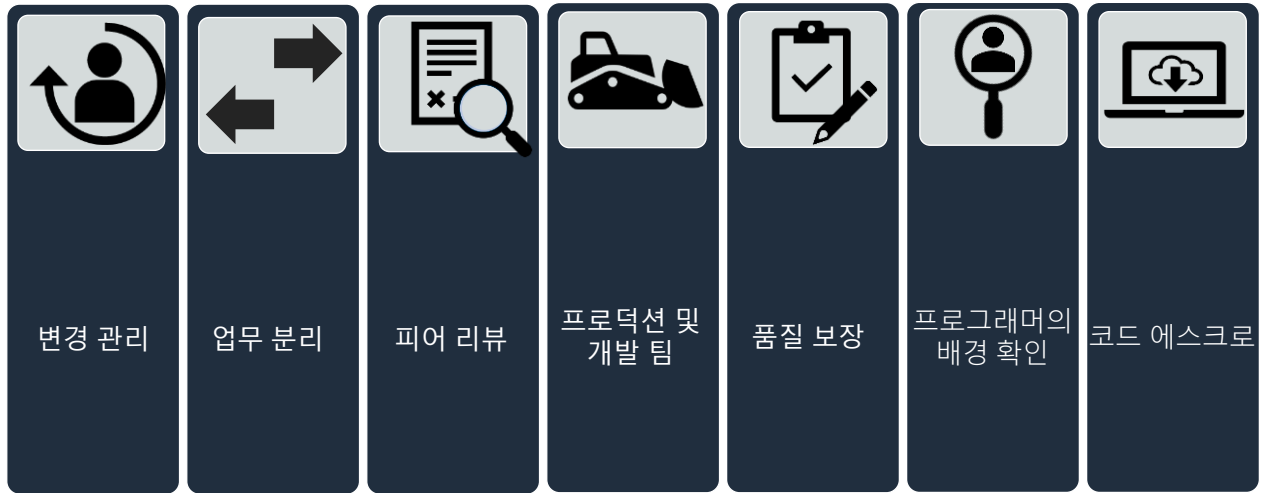 변경 관리
업무 분리
피어 리뷰
프로덕션 및
개발 팀
품질 보장
프로그래머의
배경 확인
코드 에스크로